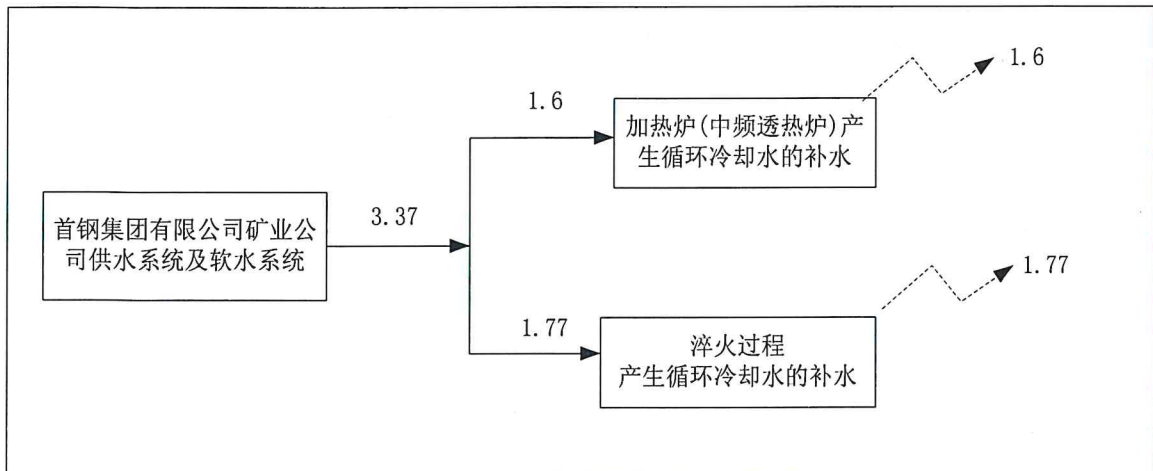 1.6
1.6
加热炉(中频透热炉)产
生循环冷却水的补水
3.37
首钢集团有限公司矿业公
司供水系统及软水系统
1.77
1.77
淬火过程
产生循环冷却水的补水